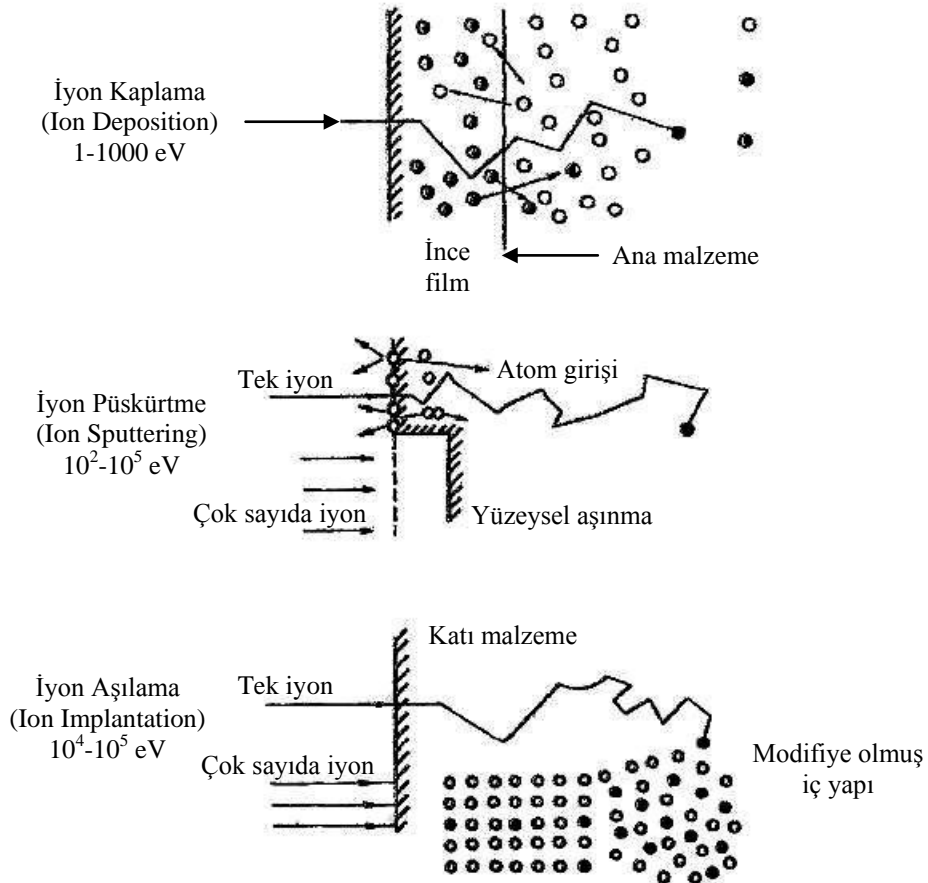 İyon Kaplama
(Ion Deposition)
1-1000 eV
İnce
film
Ana malzeme
Tek iyon
Atom girişi
İyon Püskürtme
(Ion Sputtering)
10²-10⁵ eV
Çok sayıda iyon
Yüzeysel aşınma
Katı malzeme
İyon Aşılama
(Ion Implantation)
10⁴-10⁵ eV
Tek iyon
Çok sayıda iyon
Modifiye olmuş
iç yapı